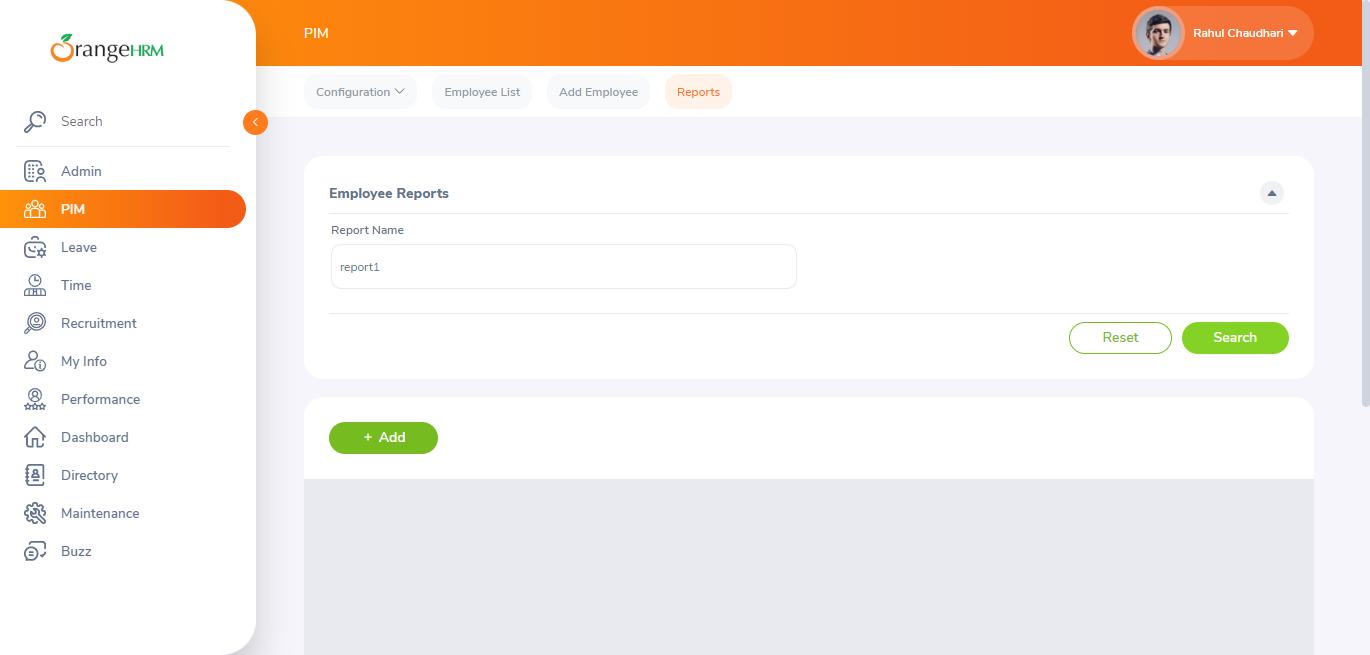 OrangeHRM
Search
Admin
PIM
Leave
Time
Recruitment
My Info
Performance
Dashboard
Directory
Maintenance
Buzz
PIM
Rahul Chaudhari
Configuration
Employee List
Add Employee
Reports
Employee Reports
Report Name
report1
Reset
Search
+ Add